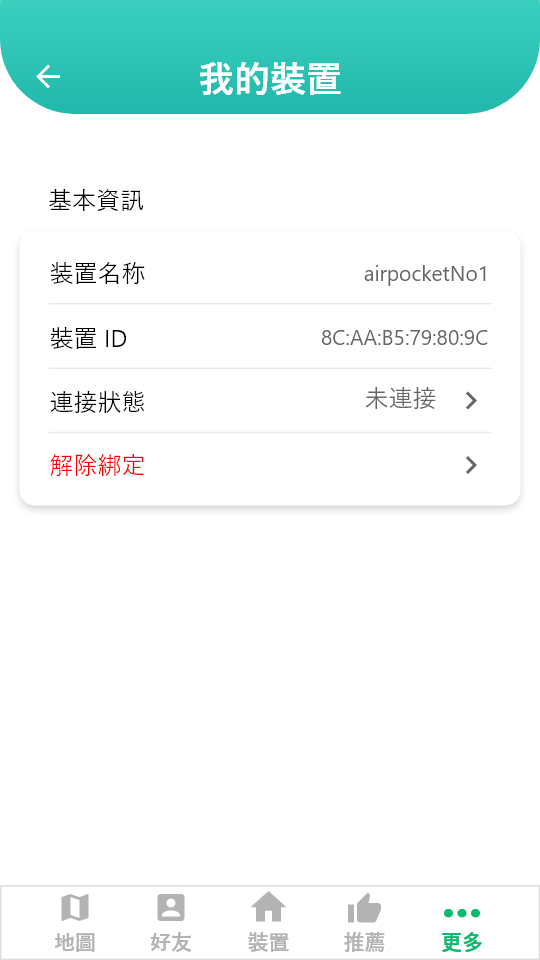 我的裝置
基本資訊
裝置名称
airpocketNo1
裝置 ID
8C:AA:B5:79:80:9C
連接狀態
未連接
解除綁定
地圖
好友
裝置
推薦
更多